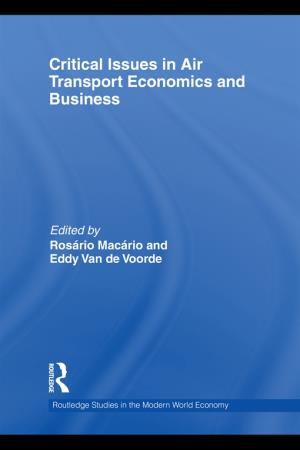 Critical Issues in Air
Transport Economics and
Business
Edited by
Rosário Macário and
Eddy Van de Voorde
ROUTLEDGE
Routledge Studies in the Modern World Economy